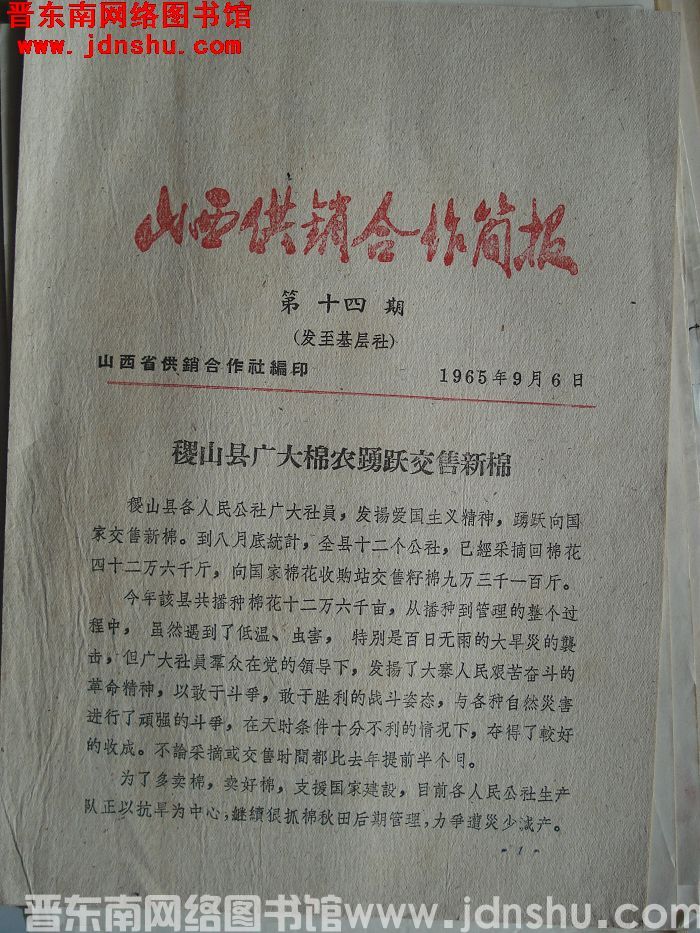 晋东南网络图书馆
www.jdnshu.com
山西供銷合作简报
第十四期
(发至基层社)
山西省供銷合作社編印
1965年9月6日
稷山县广大棉农踴跃交售新棉
稷山县各人民公社广大社員，发揚爱国主义精神，踴跃向国
家交售新棉。到八月底統計，全县十二个公社，已經采摘回棉花
四十二万六千斤，向国家棉花收购站交售籽棉九万三千一百斤。
今年該县共播种棉花十二万六千亩，从播种到管理的整个过
程中，虽然遇到了低温、虫害，特别是百日无雨的大旱災的襲
击，但广大社員羣众在党的領导下，发揚了大寨人民艰苦奋斗的
革命精神，以敢于斗爭，敢于胜利的战斗姿态，与各种自然災害
进行了頑强的斗爭，在天时条件十分不利的情况下，夺得了較好
的收成。不論采摘或交售时間都比去年提前半个月。
为了多卖棉，卖好棉，支援国家建設，目前各人民公社生产
队正以抗旱为中心，继續狠抓棉秋田后期管理，力爭遭災少減产。
-1-
晋东南网络图书馆 www.jdnshu.com